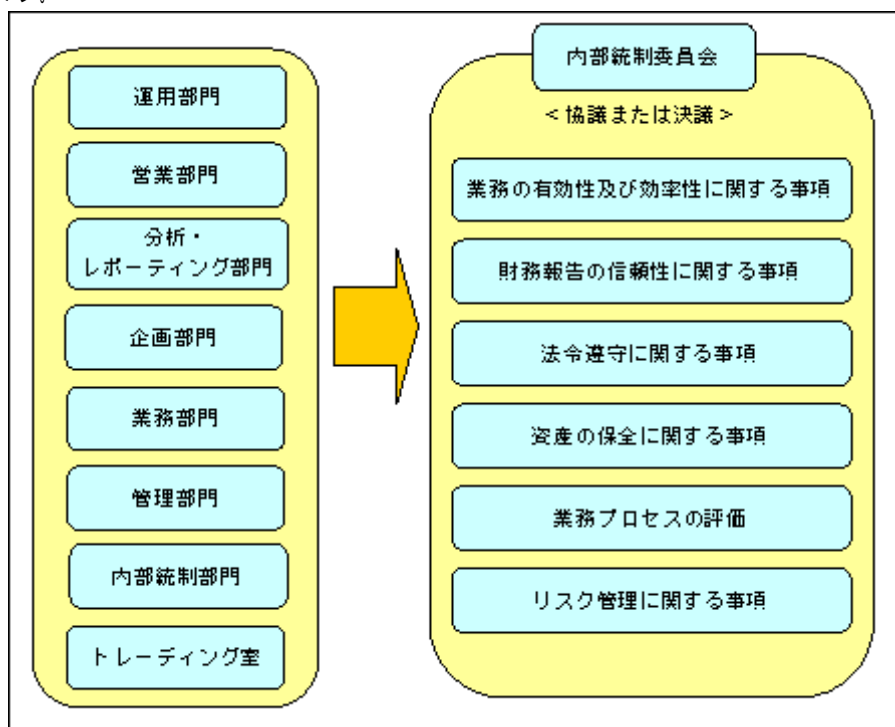 運用部門
営業部門
分析・
レポーティング部門
企画部門
業務部門
管理部門
内部統制部門
トレーディング室
内部統制委員会
＜協議または決議＞
業務の有効性及び効率性に関する事項
財務報告の信頼性に関する事項
法令遵守に関する事項
資産の保全に関する事項
業務プロセスの評価
リスク管理に関する事項